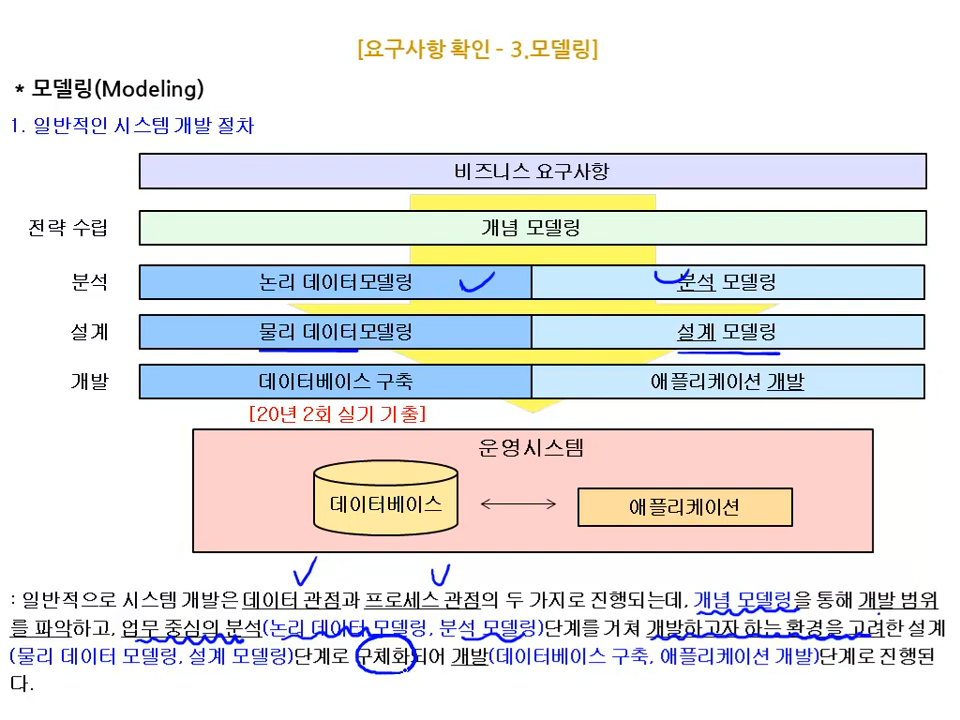 [요구사항 확인 - 3.모델링]
* 모델링(Modeling)
1. 일반적인 시스템 개발 절차
비즈니스 요구사항
전략 수립 개념 모델링
분석 논리 데이터모델링 분석 모델링
설계 물리 데이터모델링 설계 모델링
개발 데이터베이스 구축 애플리케이션 개발
[20년 2회 실기 기출]
운영시스템
데이터베이스 애플리케이션
: 일반적으로 시스템 개발은 데이터 관점과 프로세스 관점의 두 가지로 진행되는데, 개념 모델링을 통해 개발 범위
를 파악하고, 업무 중심의 분석(논리 데이터 모델링, 분석 모델링)단계를 거쳐 개발하고자 하는 환경을 고려한 설계
(물리 데이터 모델링, 설계 모델링)단계로 구체화되어 개발(데이터베이스 구축, 애플리케이션 개발)단계로 진행된
다.